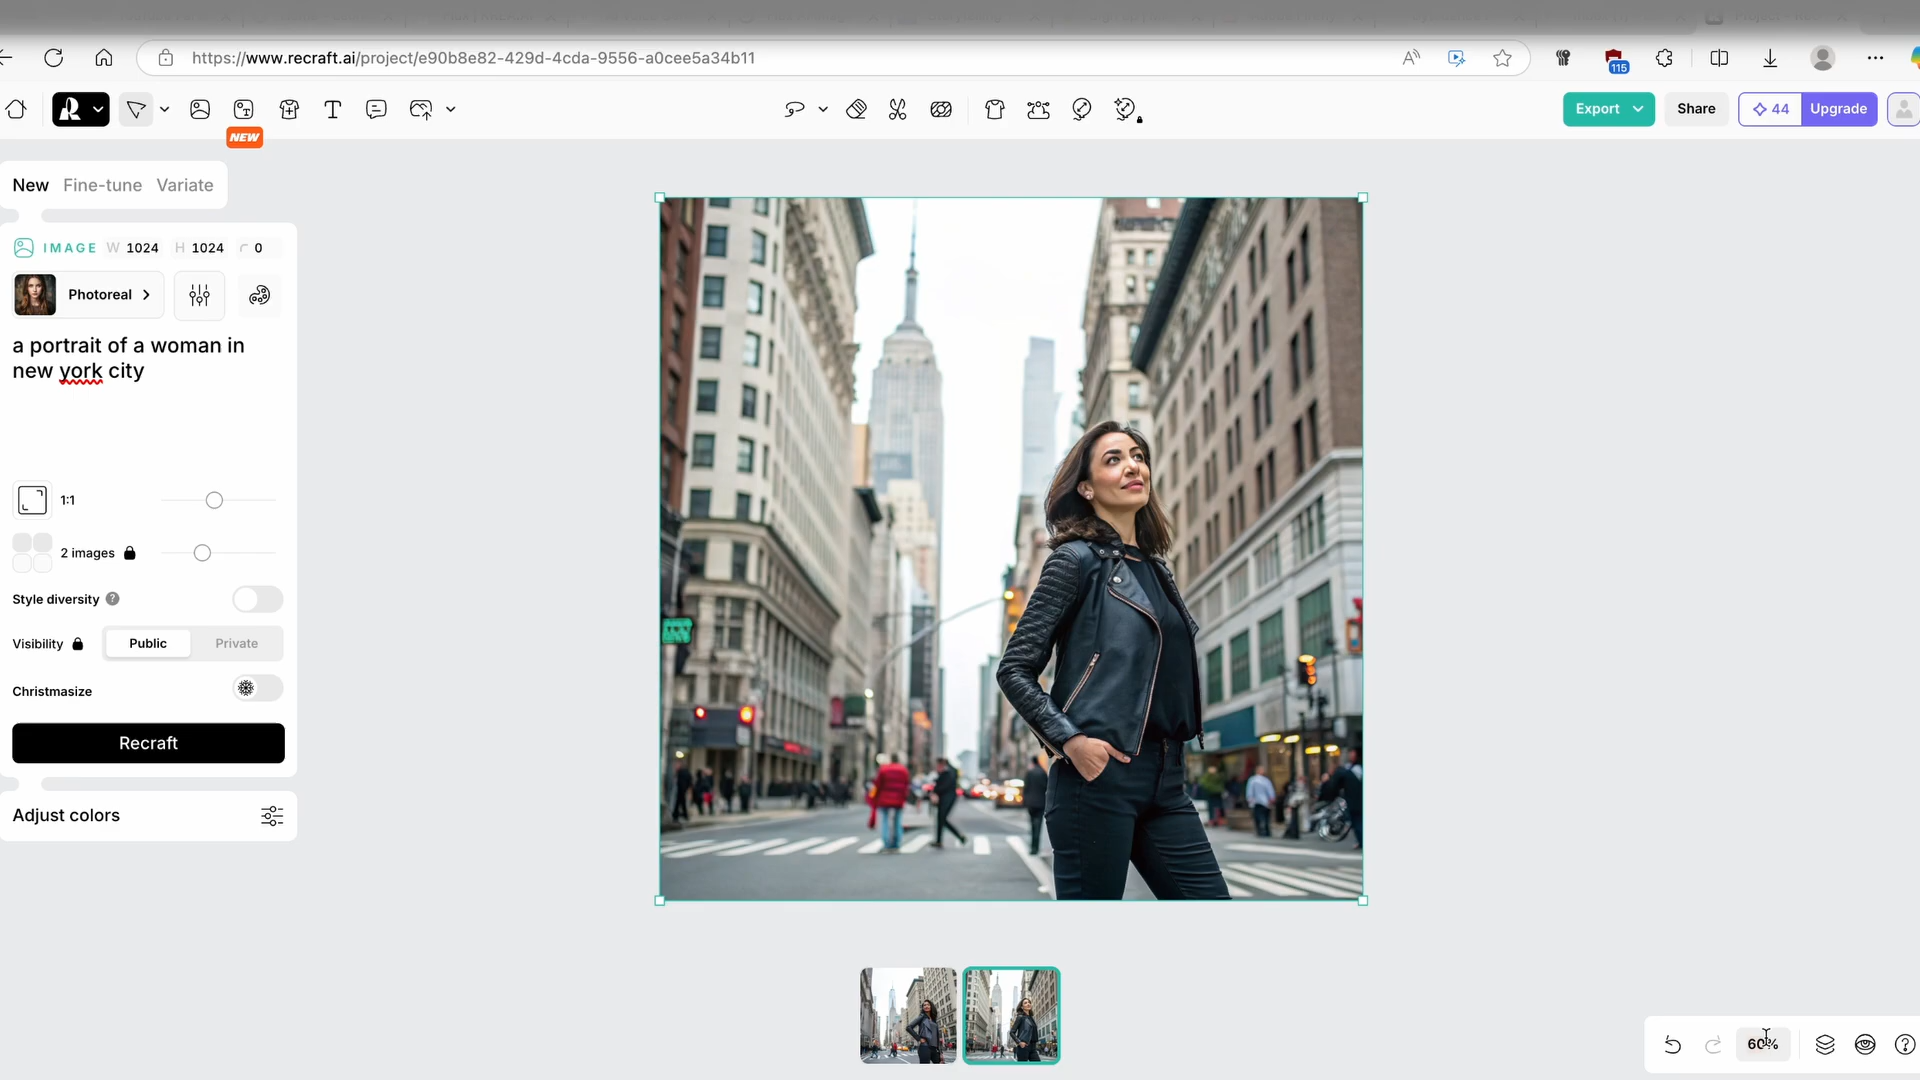 https://www.recraft.ai/project/e90b8e82-429d-4cda-9556-a0cee5a34b11
115
T
NEW
Export
Share
44
Upgrade
New Fine-tune Variate
IMAGE W 1024 H 1024 0
Photoreal
a portrait of a woman in
new york city
1:1
2 images
Style diversity ?
Visibility Public Private
Christmasize
Recraft
Adjust colors
60%
?